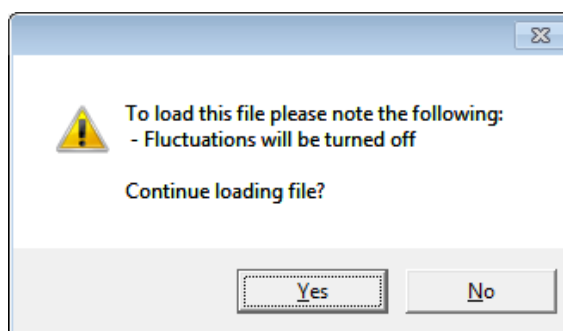 To load this file please note the following:
- Fluctuations will be turned off
Continue loading file?
Yes
No